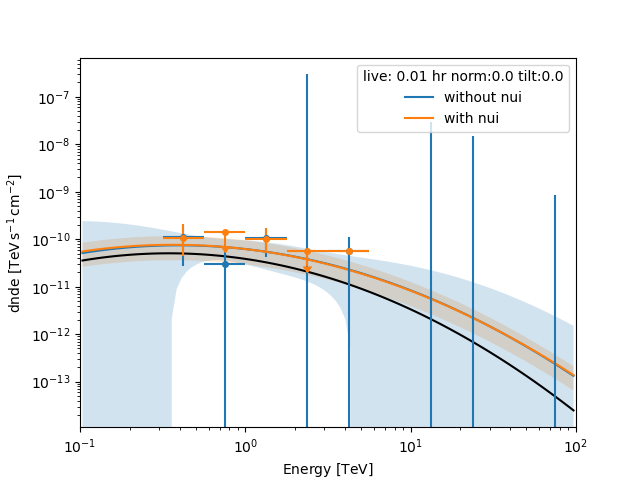 live: 0.01 hr norm:0.0 tilt:0.0
without nui
with nui
10⁻⁷
10⁻⁸
10⁻⁹
10⁻¹⁰
10⁻¹¹
10⁻¹²
10⁻¹³
dnde [TeV s⁻¹ cm⁻²]
10⁻¹ 10⁰ 10¹ 10²
Energy [TeV]